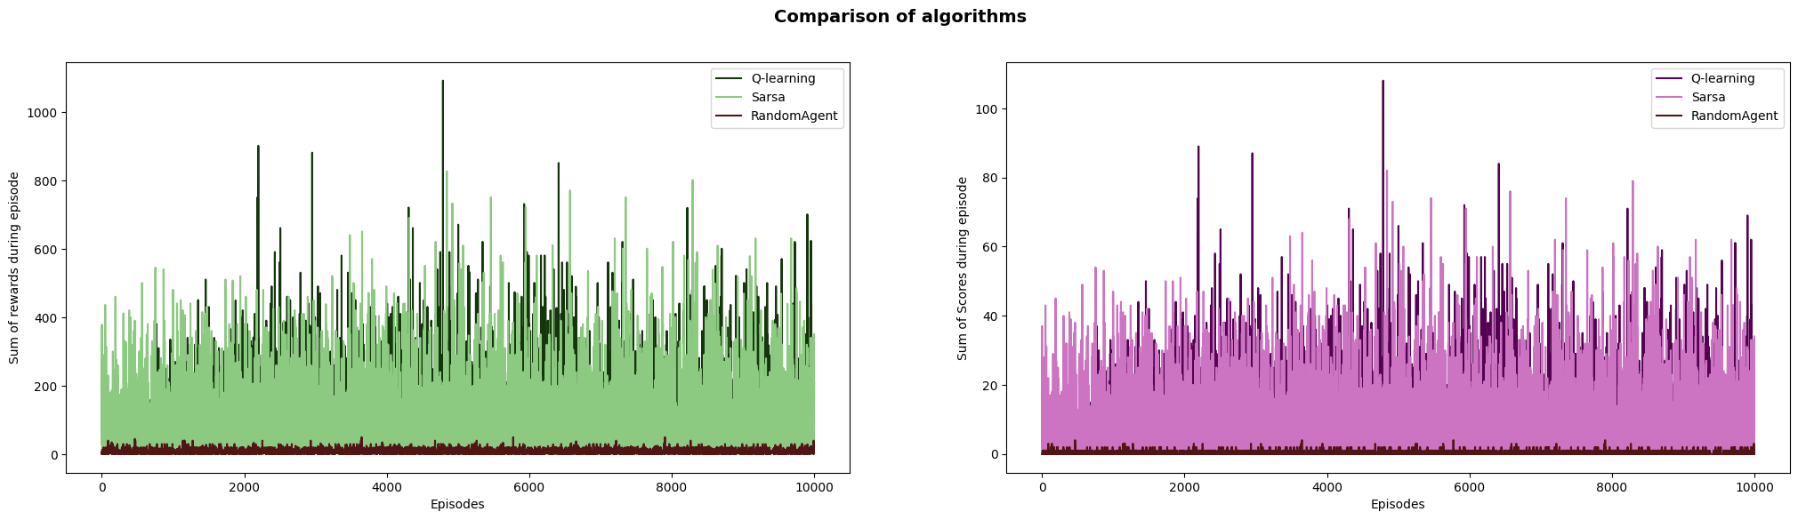 Comparison of algorithms
Sum of rewards during episode
1000
800
600
400
200
0
Q-learning
Sarsa
RandomAgent
0 2000 4000 6000 8000 10000
Episodes
Sum of Scores during episode
100
80
60
40
20
0
Q-learning
Sarsa
RandomAgent
0 2000 4000 6000 8000 10000
Episodes